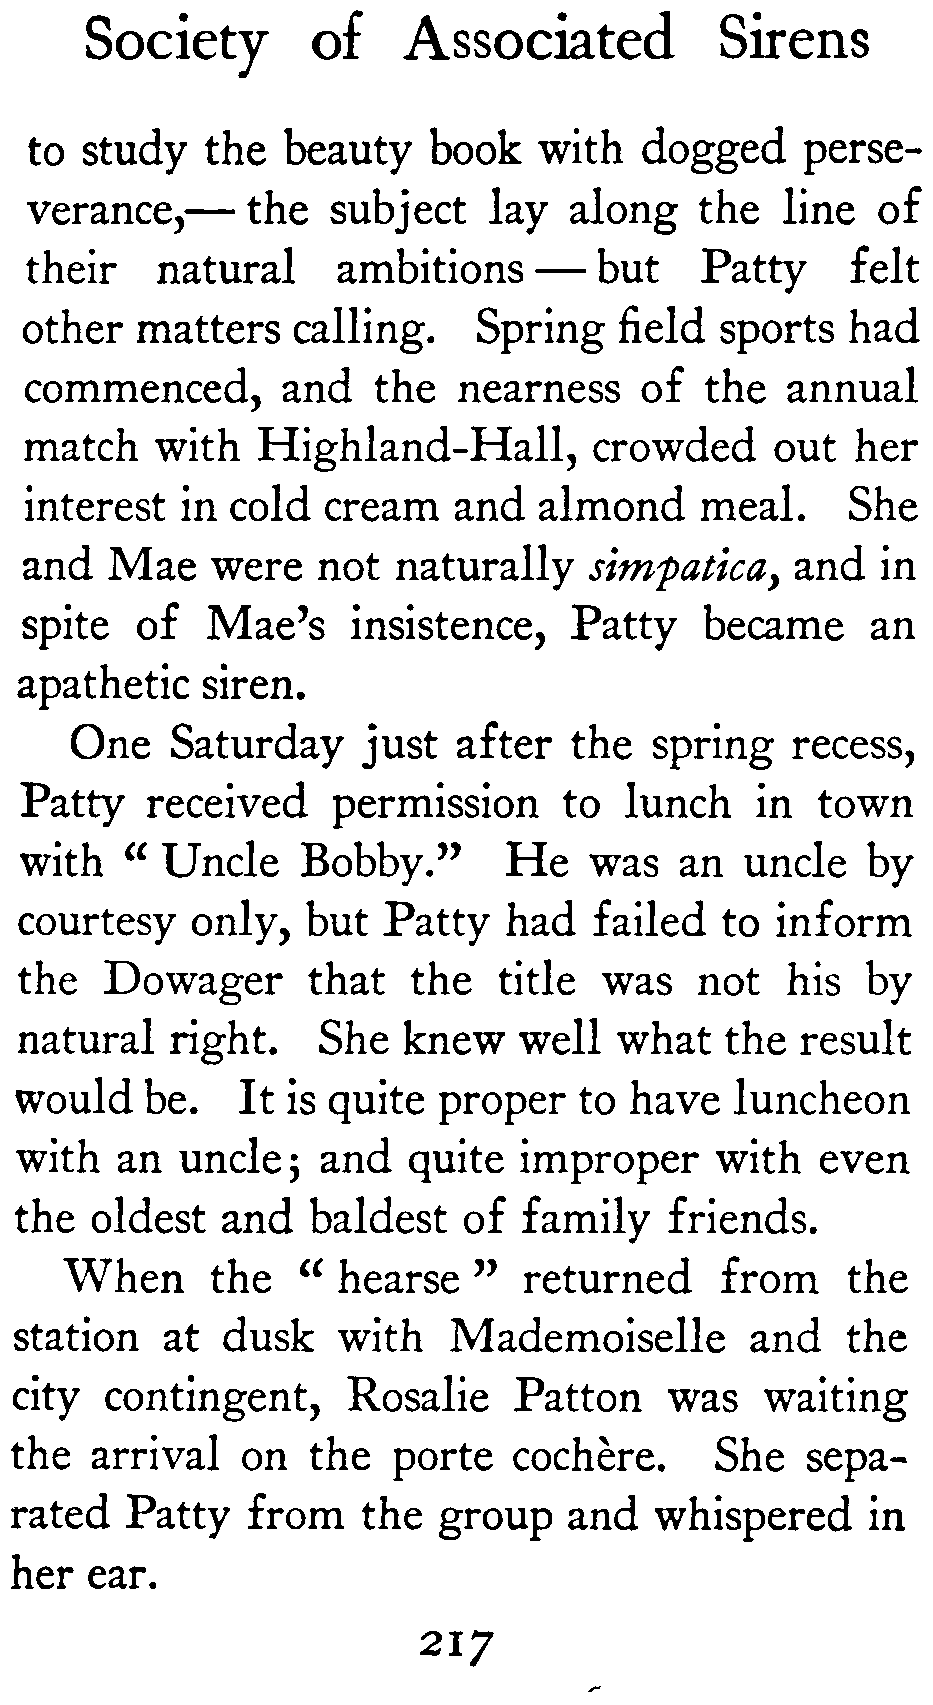 Society of Associated Sirens
to study the beauty book with dogged perse-
verance,— the subject lay along the line of
their natural ambitions — but Patty felt
other matters calling. Spring field sports had
commenced, and the nearness of the annual
match with Highland-Hall, crowded out her
interest in cold cream and almond meal. She
and Mae were not naturally simpatica, and in
spite of Mae's insistence, Patty became an
apathetic siren.
One Saturday just after the spring recess,
Patty received permission to lunch in town
with “ Uncle Bobby.” He was an uncle by
courtesy only, but Patty had failed to inform
the Dowager that the title was not his by
natural right. She knew well what the result
would be. It is quite proper to have luncheon
with an uncle; and quite improper with even
the oldest and baldest of family friends.
When the “ hearse ” returned from the
station at dusk with Mademoiselle and the
city contingent, Rosalie Patton was waiting
the arrival on the porte cochère. She sepa-
rated Patty from the group and whispered in
her ear.
217